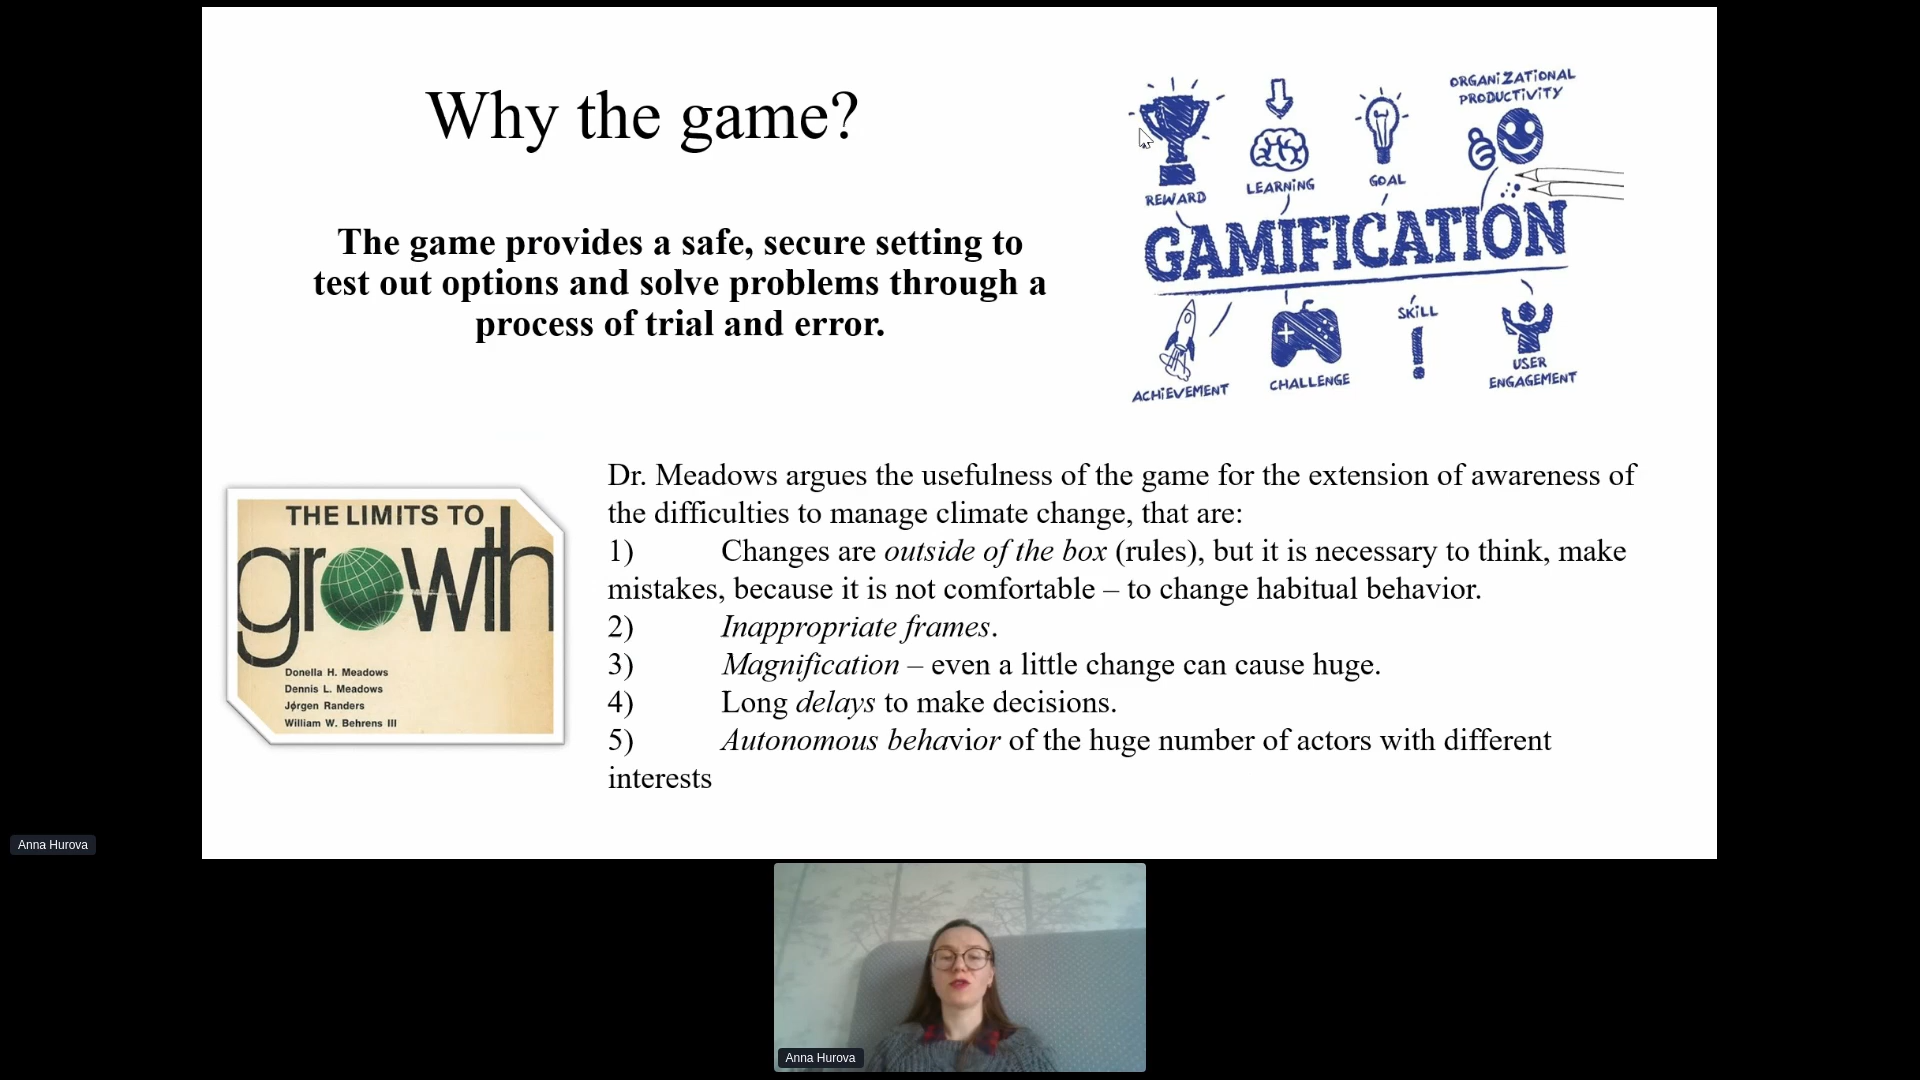 Why the game?
The game provides a safe, secure setting to
test out options and solve problems through a
process of trial and error.
REWARD
LEARNING
GOAL
ORGANIZATIONAL
PRODUCTIVITY
GAMIFICATION
ACHIEVEMENT
CHALLENGE
SKILL
USER
ENGAGEMENT
THE LIMITS TO
growth
Donella H. Meadows
Dennis L. Meadows
Jørgen Randers
William W. Behrens III
Dr. Meadows argues the usefulness of the game for the extension of awareness of
the difficulties to manage climate change, that are:
1) Changes are outside of the box (rules), but it is necessary to think, make
mistakes, because it is not comfortable – to change habitual behavior.
2) Inappropriate frames.
3) Magnification – even a little change can cause huge.
4) Long delays to make decisions.
5) Autonomous behavior of the huge number of actors with different
interests
Anna Hurova
Anna Hurova